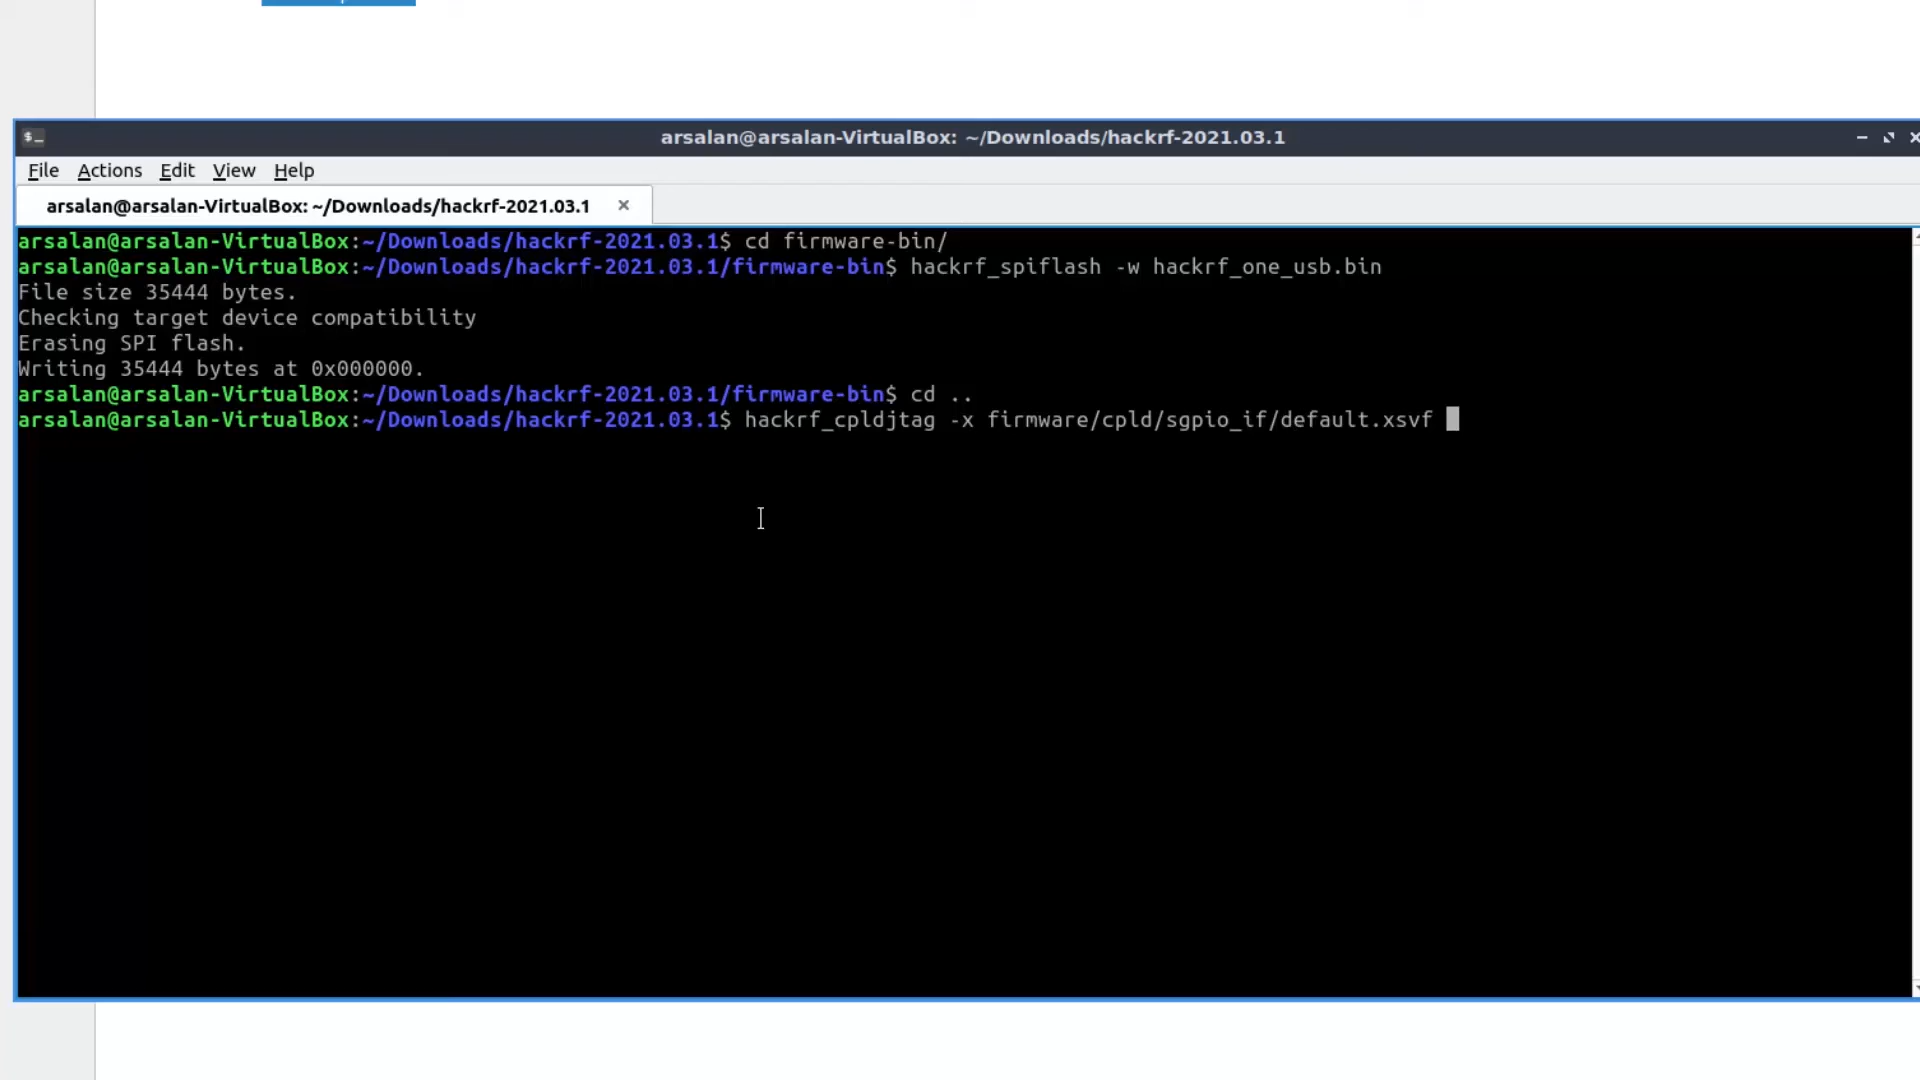 arsalan@arsalan-VirtualBox: ~/Downloads/hackrf-2021.03.1
File Actions Edit View Help
arsalan@arsalan-VirtualBox: ~/Downloads/hackrf-2021.03.1
arsalan@arsalan-VirtualBox:~/Downloads/hackrf-2021.03.1$ cd firmware-bin/
arsalan@arsalan-VirtualBox:~/Downloads/hackrf-2021.03.1/firmware-bin$ hackrf_spiflash -w hackrf_one_usb.bin
File size 35444 bytes.
Checking target device compatibility
Erasing SPI flash.
Writing 35444 bytes at 0x000000.
arsalan@arsalan-VirtualBox:~/Downloads/hackrf-2021.03.1/firmware-bin$ cd ..
arsalan@arsalan-VirtualBox:~/Downloads/hackrf-2021.03.1$ hackrf_cpldjtag -x firmware/cpld/sgpio_if/default.xsvf